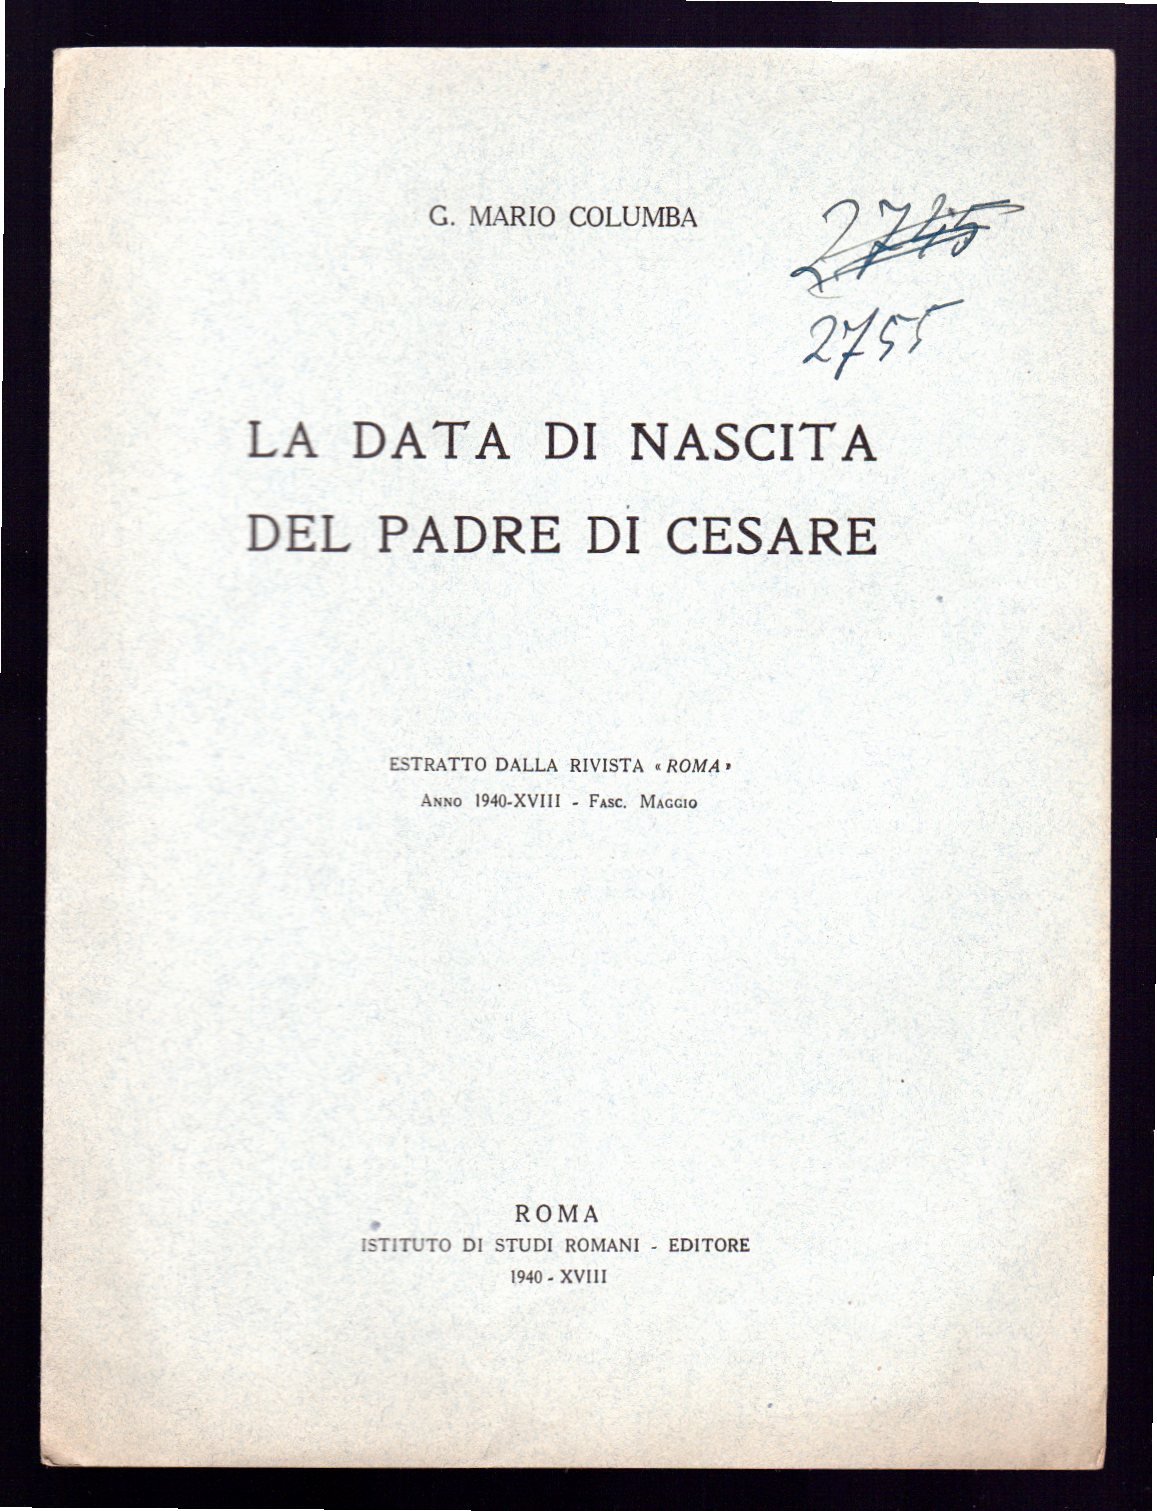 G. MARIO COLUMBA
2745
2755
LA DATA DI NASCITA
DEL PADRE DI CESARE
ESTRATTO DALLA RIVISTA « ROMA »
ANNO 1940-XVIII - FASC. MAGGIO
ROMA
ISTITUTO DI STUDI ROMANI - EDITORE
1940 - XVIII